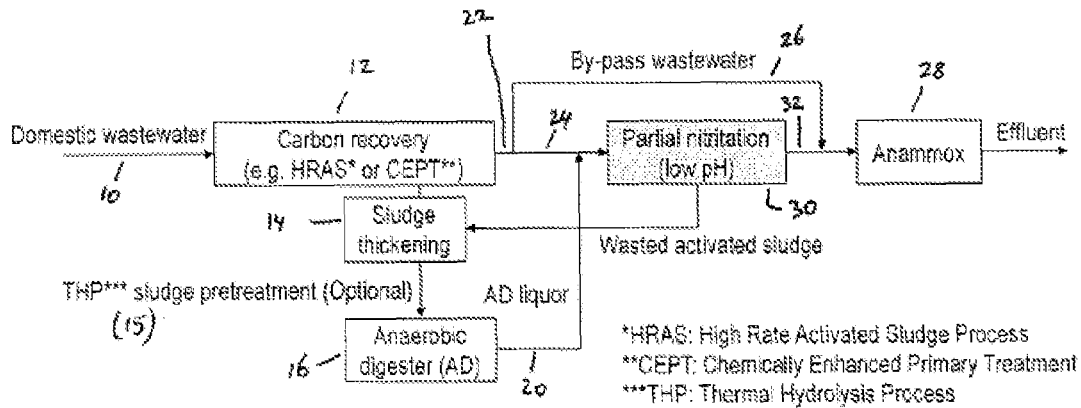 22
26
By-pass wastewater
12
28
32
Domestic wastewater
Carbon recovery
(e.g. HRAS* or CEPT**)
24
Partial nitritation
(low pH)
Anammox
Effluent
10
30
14
Sludge
thickening
Wasted activated sludge
THP*** sludge pretreatment (Optional)
(15)
AD liquor
Anaerobic
digester (AD)
16
20
*HRAS: High Rate Activated Sludge Process
**CEPT: Chemically Enhanced Primary Treatment
***THP: Thermal Hydrolysis Process